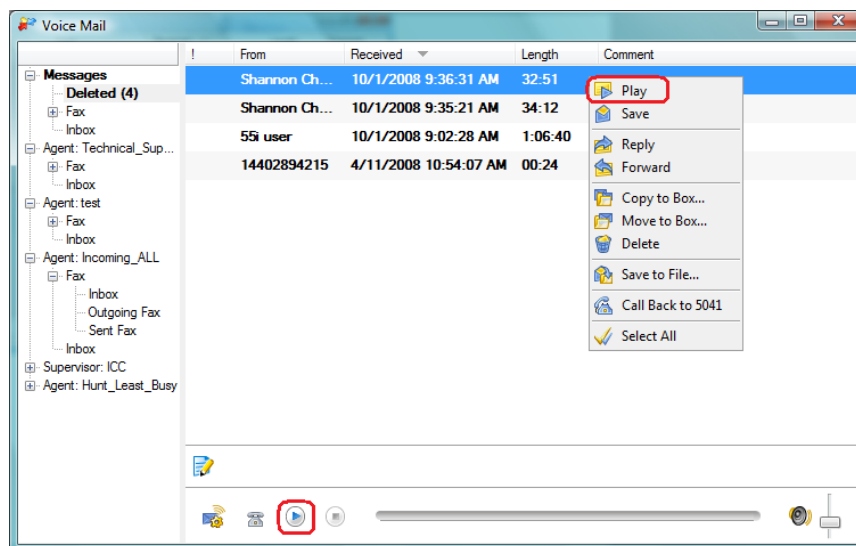 Voice Mail
! From Received Length Comment
Messages
Deleted (4)
Fax
Inbox
Agent: Technical_Sup...
Fax
Inbox
Agent: test
Fax
Inbox
Agent: Incoming_ALL
Fax
Inbox
Outgoing Fax
Sent Fax
Inbox
Supervisor: ICC
Agent: Hunt_Least_Busy
Shannon Ch... 10/1/2008 9:36:31 AM 32:51
Shannon Ch... 10/1/2008 9:35:21 AM 34:12
55i user 10/1/2008 9:02:28 AM 1:06:40
14402894215 4/11/2008 10:54:07 AM 00:24
Play
Save
Reply
Forward
Copy to Box...
Move to Box...
Delete
Save to File...
Call Back to 5041
Select All